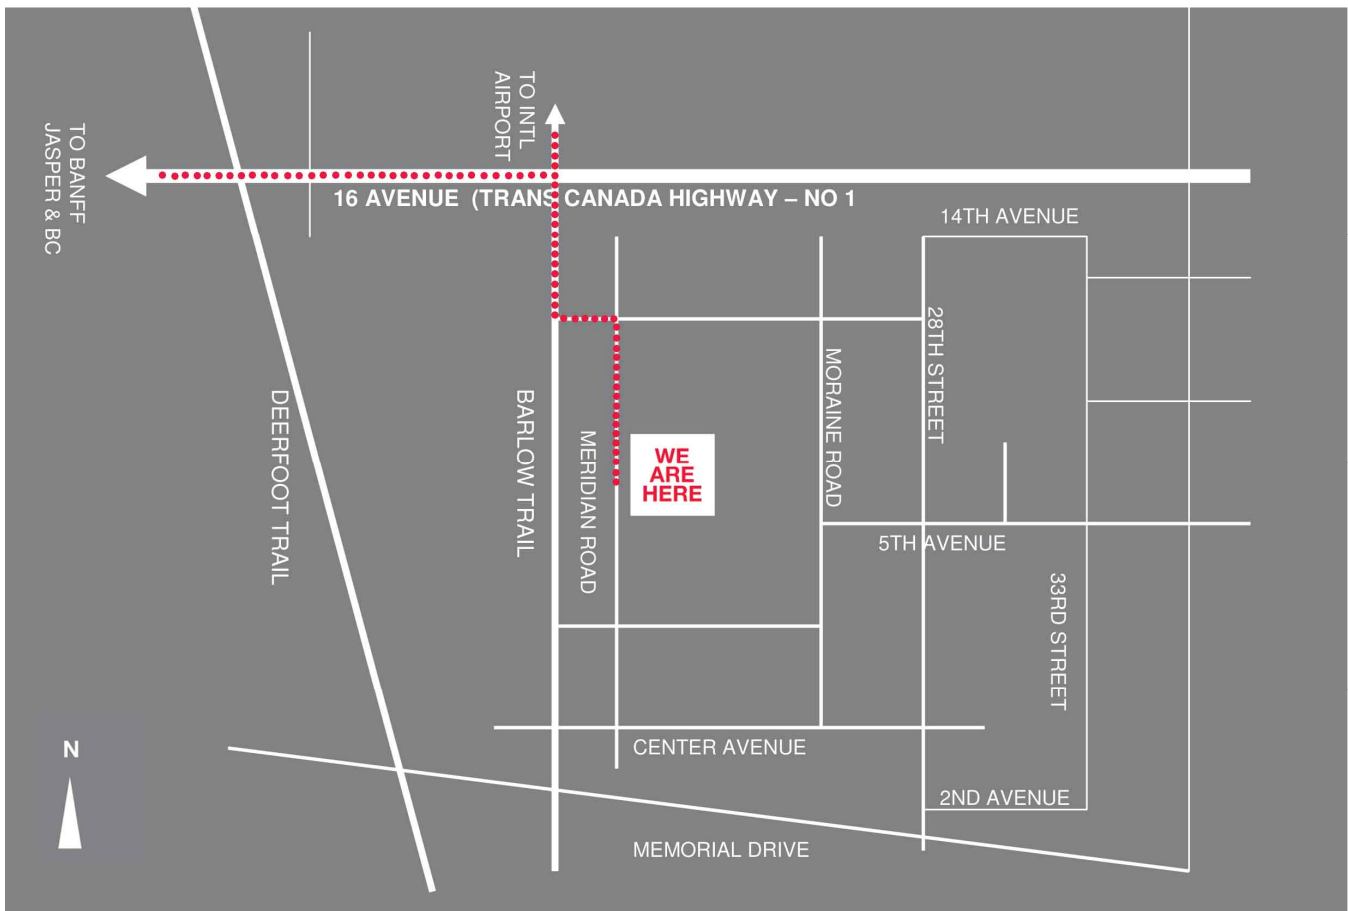 TO INTL
AIRPORT
TO BANFF
JASPER & BC
16 AVENUE (TRANS CANADA HIGHWAY – NO 1
14TH AVENUE
28TH STREET
MORAINE ROAD
DEERFOOT TRAIL
BARLOW TRAIL
MERIDIAN ROAD
WE
ARE
HERE
5TH AVENUE
33RD STREET
N
CENTER AVENUE
2ND AVENUE
MEMORIAL DRIVE